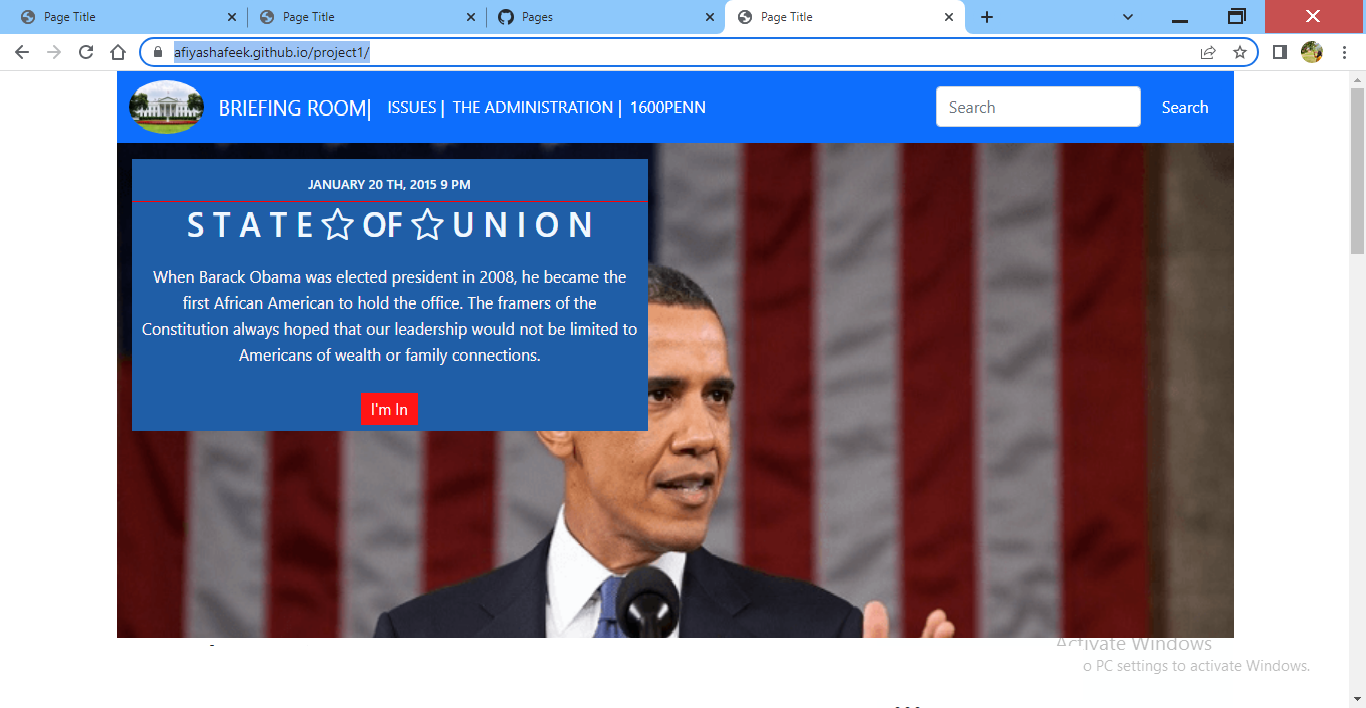 Page Title
Page Title
Pages
Page Title
afiyashafeek.github.io/project1/
BRIEFING ROOM| ISSUES | THE ADMINISTRATION | 1600PENN
Search
Search
JANUARY 20 TH, 2015 9 PM
S T A T E ☆ OF ☆ U N I O N
When Barack Obama was elected president in 2008, he became the
first African American to hold the office. The framers of the
Constitution always hoped that our leadership would not be limited to
Americans of wealth or family connections.
I'm In
Activate Windows
o PC settings to activate Windows.